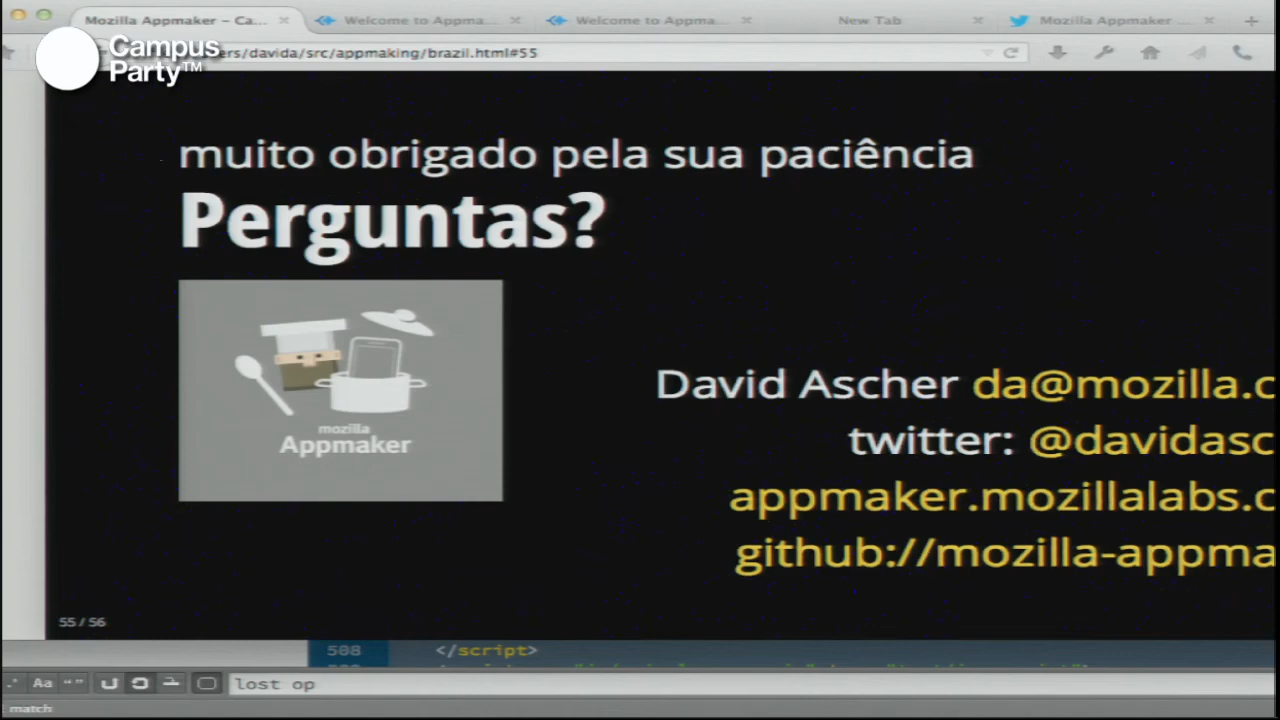 Mozilla Appmaker – Ca...
Welcome to Appma...
Welcome to Appma...
New Tab
Mozilla Appmaker ...
Campus
Party™
ers/davida/src/appmaking/brazil.html#55
muito obrigado pela sua paciência
Perguntas?
mozilla
Appmaker
David Ascher da@mozilla.c
twitter: @davidasc
appmaker.mozillalabs.c
github://mozilla-appma
55 / 56
508 </script>
.* Aa “”
lost op
match